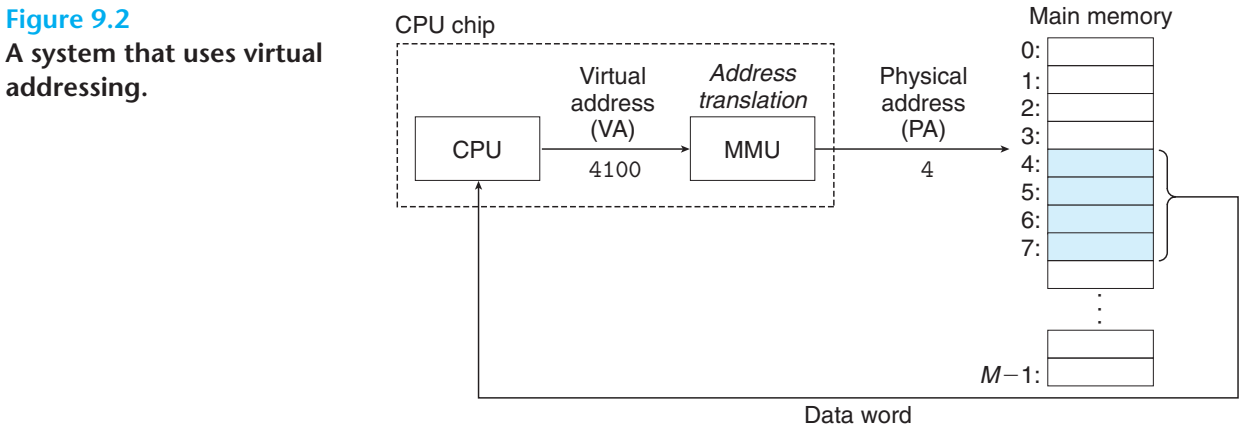 Figure 9.2
A system that uses virtual
addressing.
CPU chip
Main memory
Virtual
address
(VA)
Address
translation
Physical
address
(PA)
CPU
MMU
4100
4
0:
1:
2:
3:
4:
5:
6:
7:
M−1:
Data word